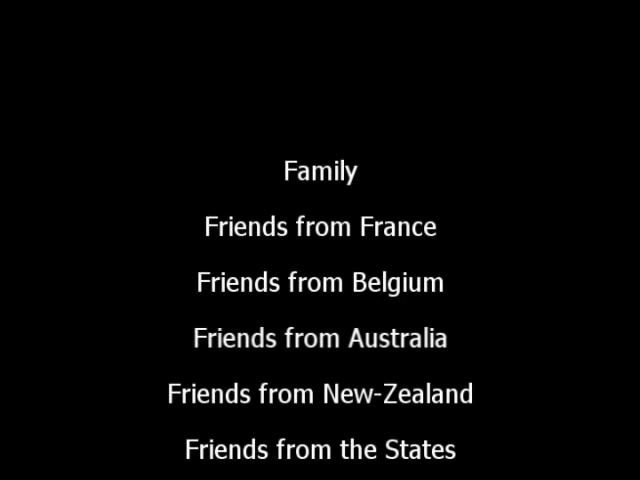 Family
Friends from France
Friends from Belgium
Friends from Australia
Friends from New-Zealand
Friends from the States